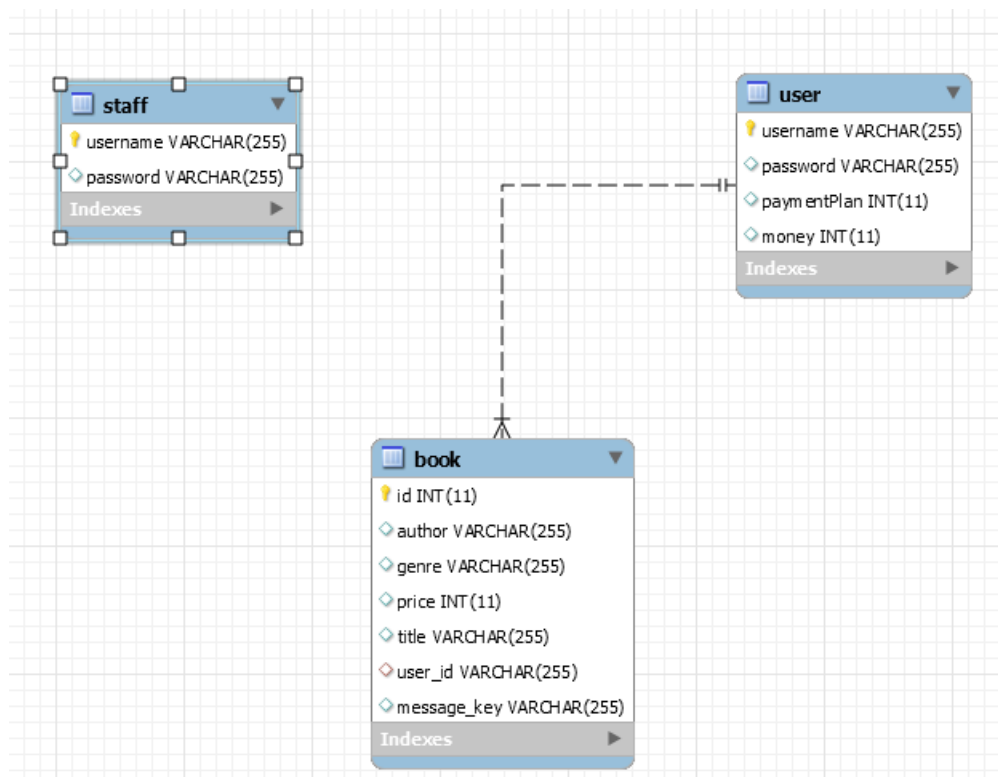 staff
username VARCHAR(255)
password VARCHAR(255)
Indexes
user
username VARCHAR(255)
password VARCHAR(255)
paymentPlan INT(11)
money INT(11)
Indexes
book
id INT(11)
author VARCHAR(255)
genre VARCHAR(255)
price INT(11)
title VARCHAR(255)
user_id VARCHAR(255)
message_key VARCHAR(255)
Indexes